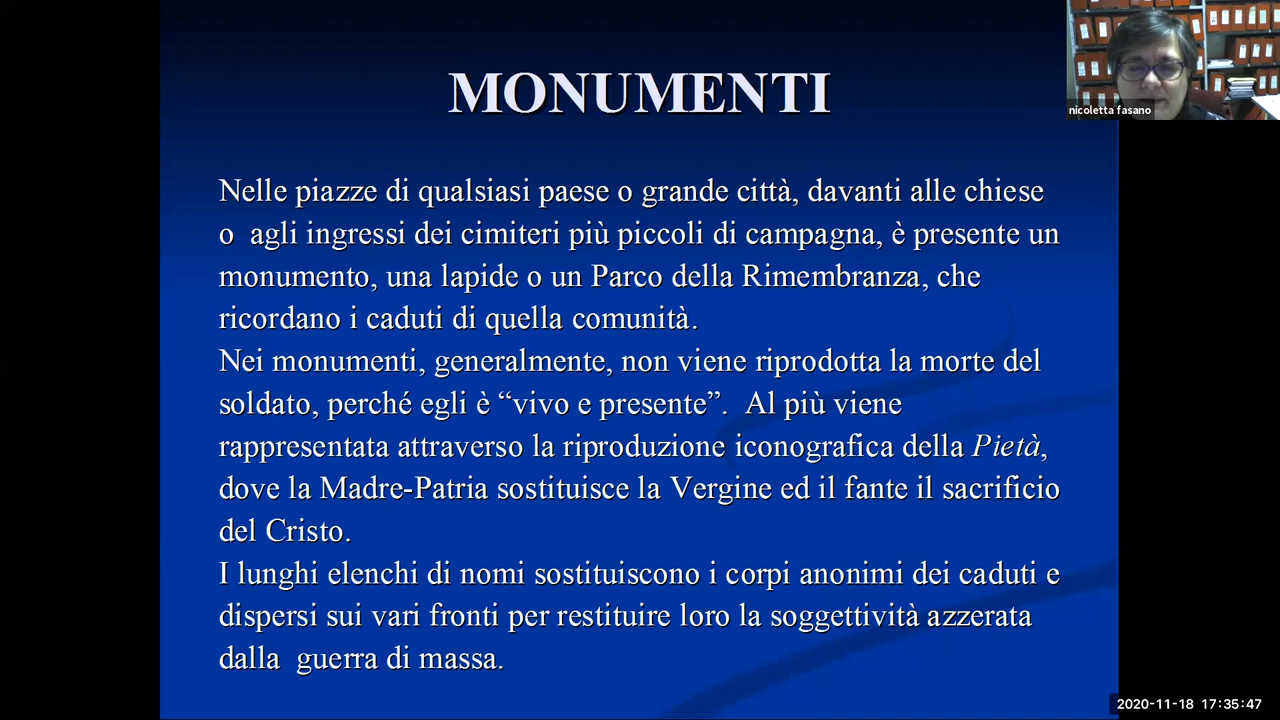 MONUMENTI
nicoletta fasano
Nelle piazze di qualsiasi paese o grande città, davanti alle chiese
o agli ingressi dei cimiteri più piccoli di campagna, è presente un
monumento, una lapide o un Parco della Rimembranza, che
ricordano i caduti di quella comunità.
Nei monumenti, generalmente, non viene riprodotta la morte del
soldato, perché egli è “vivo e presente”. Al più viene
rappresentata attraverso la riproduzione iconografica della Pietà,
dove la Madre-Patria sostituisce la Vergine ed il fante il sacrificio
del Cristo.
I lunghi elenchi di nomi sostituiscono i corpi anonimi dei caduti e
dispersi sui vari fronti per restituire loro la soggettività azzerata
dalla guerra di massa.
2020-11-18 17:35:47